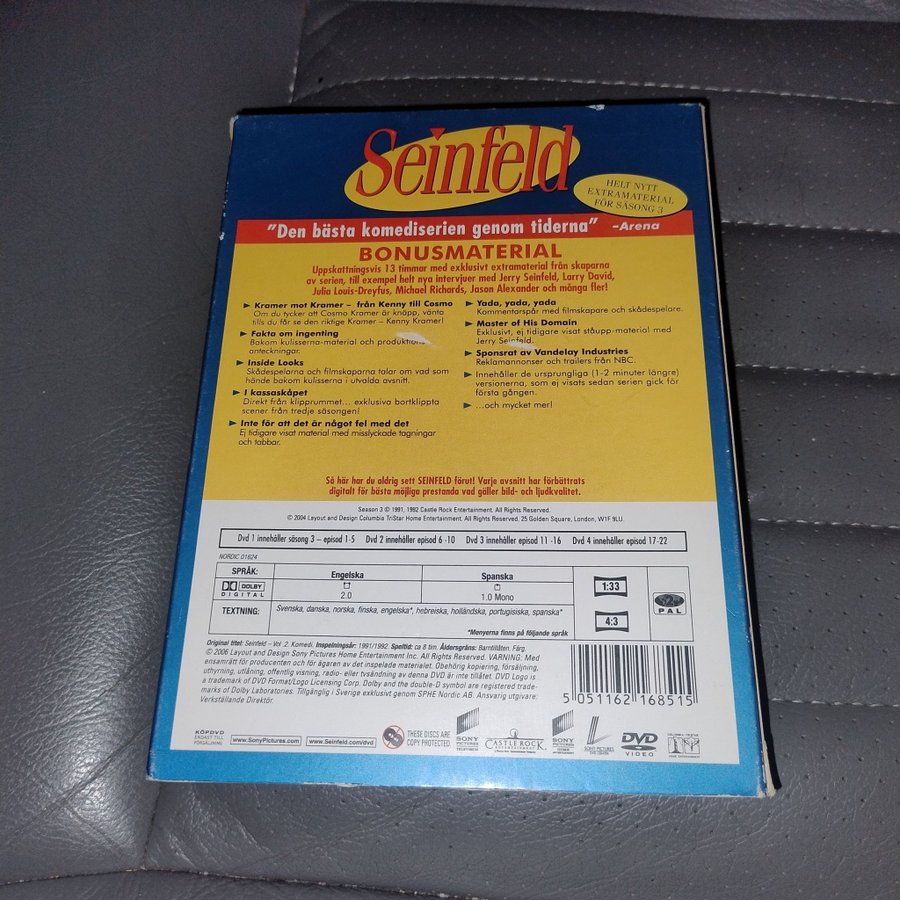 Seinfeld
HELT NYTT
EXTRAMATERIAL
FÖR SÄSONG 3
"Den bästa komediserien genom tiderna" –Arena
BONUSMATERIAL
Uppskattningsvis 13 timmar med exklusivt extramaterial från skaparna
av serien, till exempel helt nya intervjuer med Jerry Seinfeld, Larry David,
Julia Louis-Dreyfus, Michael Richards, Jason Alexander och många fler!
Kramer mot Kramer – från Kenny till Cosmo
Om du tycker att Cosmo Kramer är knäpp, vänta
tills du får se den riktige Kramer – Kenny Kramer!
Fakta om ingenting
Bakom kulisserna-material och produktions-
anteckningar.
Inside Looks
Skådespelarna och filmskaparna talar om vad som
hände bakom kulisserna i utvalda avsnitt.
I kassaskåpet
Direkt från klipprummet... exklusiva bortklippta
scener från tredje säsongen!
Inte för att det är något fel med det
Ej tidigare visat material med misslyckade tagningar
och tabbar.
Yada, yada, yada
Kommentarspår med filmskapare och skådespelare.
Master of His Domain
Exklusivt, ej tidigare visat ståupp-material med
Jerry Seinfeld.
Sponsrat av Vandelay Industries
Reklamannonser och trailers från NBC.
Innehåller de ursprungliga (1-2 minuter längre)
versionerna, som ej visats sedan serien gick för
första gången.
...och mycket mer!
Så här har du aldrig sett SEINFELD förut! Varje avsnitt har förbättrats
digitalt för bästa möjliga prestanda vad gäller bild- och ljudkvalitet.
Season 3 © 1991, 1992 Castle Rock Entertainment. All Rights Reserved.
© 2004 Layout and Design Columbia TriStar Home Entertainment. All Rights Reserved. 25 Golden Square, London, W1F 9LU.
Dvd 1 innehåller säsong 3 – episod 1-5 Dvd 2 innehåller episod 6 -10 Dvd 3 innehåller episod 11 -16 Dvd 4 innehåller episod 17-22
NORDIC 01624
SPRÅK: Engelska Spanska
DOLBY
DIGITAL
2.0 1.0 Mono
TEXTNING: Svenska, danska, norska, finska, engelska*, hebreiska, holländska, portugisiska, spanska*
*Menyerna finns på följande språk
1:33
4:3
PAL
Original titel: Seinfeld – Vol. 2. Komedi. Inspelningsår: 1991/1992. Speltid: ca 8 tim. Åldersgräns: Barntillåten. Färg.
© 2006 Layout and Design Sony Pictures Home Entertainment Inc. All Rights Reserved. VARNING: Med
ensamrätt för producenten och för ägaren av det inspelade materialet. Obehörig kopiering, försäljning,
uthyrning, utlåning, offentlig visning, radio- eller tvsändning av denna DVD är inte tillåtet. DVD Logo is
a trademark of DVD Format/Logo Licensing Corp. Dolby and the double-D symbol are registered trade-
marks of Dolby Laboratories. Tillgänglig i Sverige exklusivt genom SPHE Nordic AB. Ansvarig utgivare:
Verkställande Direktör.
5 051162 168515
KÖPDVD
ENDAST TILL
FÖRSÄLJNING
www.SonyPictures.com
www.Seinfeld.com/dvd
THESE DISCS ARE
COPY PROTECTED
SONY
PICTURES
TELEVISION
CASTLE ROCK
ENTERTAINMENT
SONY
PICTURES
SONY PICTURES
DVD CENTER
DVD
VIDEO